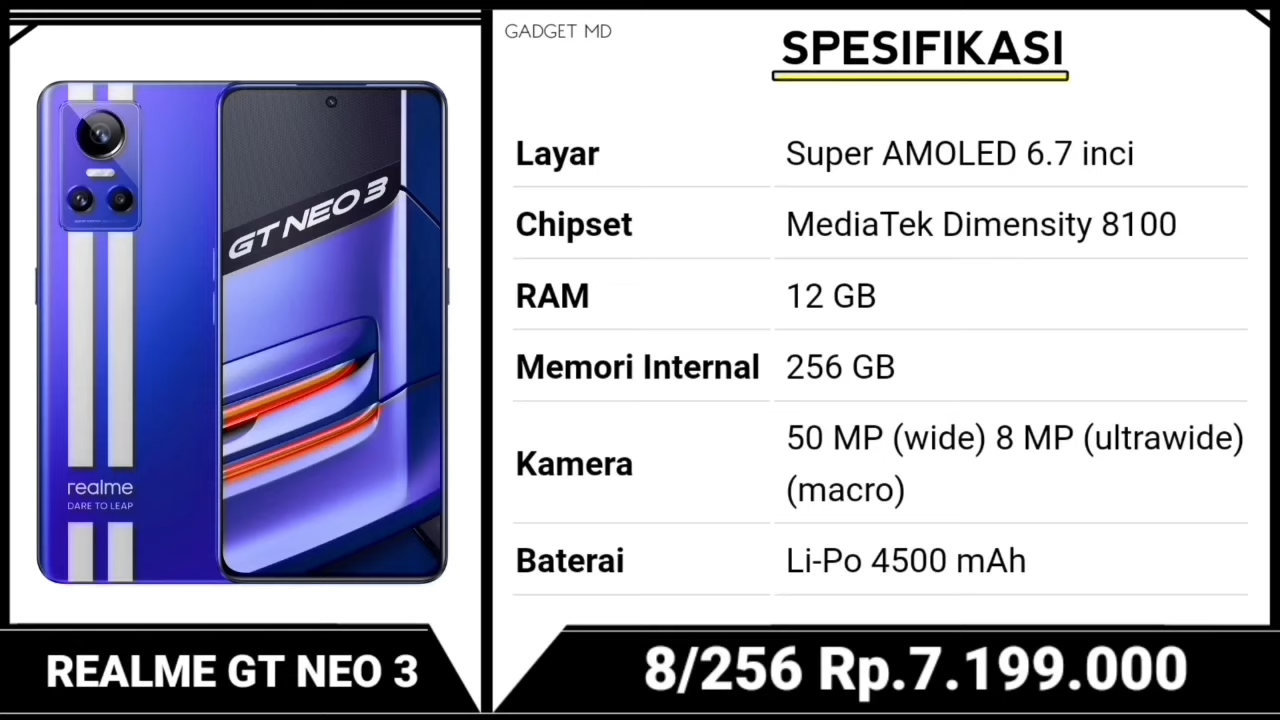 GADGET MD
SPESIFIKASI
GT NEO 3
realme
DARE TO LEAP
Layar Super AMOLED 6.7 inci
Chipset MediaTek Dimensity 8100
RAM 12 GB
Memori Internal 256 GB
Kamera 50 MP (wide) 8 MP (ultrawide)
(macro)
Baterai Li-Po 4500 mAh
REALME GT NEO 3
8/256 Rp.7.199.000